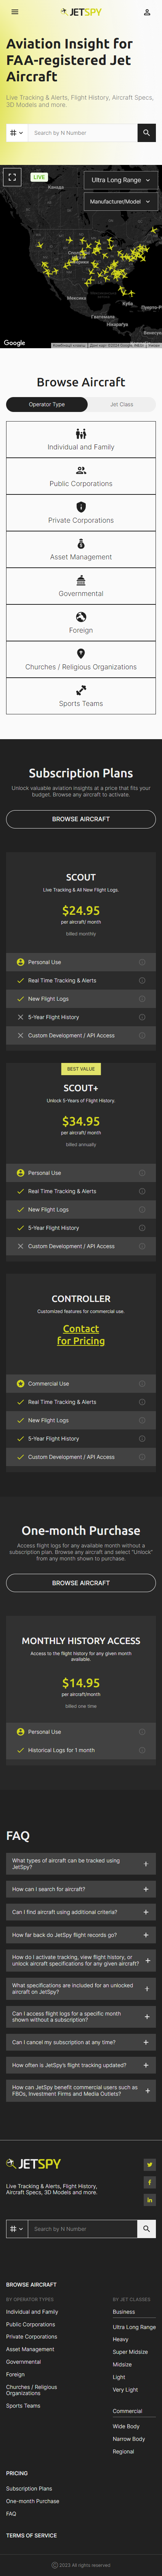 JETSPY
Aviation Insight for
FAA-registered Jet
Aircraft
Live Tracking & Alerts, Flight History, Aircraft Specs,
3D Models and more.
Search by N Number
LIVE
Ultra Long Range
Manufacturer/Model
Канада
Мексика
Куба
Гватемала
Никарагуа
Google
Browse Aircraft
Operator Type
Jet Class
Individual and Family
Public Corporations
Private Corporations
Asset Management
Governmental
Foreign
Churches / Religious Organizations
Sports Teams
Subscription Plans
Unlock valuable aviation insights at a price that fits your
budget. Browse any aircraft to activate.
BROWSE AIRCRAFT
SCOUT
Live Tracking & All New Flight Logs.
$24.95
per aircraft/ month
billed monthly
Personal Use
Real Time Tracking & Alerts
New Flight Logs
5-Year Flight History
Custom Development / API Access
BEST VALUE
SCOUT+
Unlock 5-Years of Flight History.
$34.95
per aircraft/ month
billed annually
Personal Use
Real Time Tracking & Alerts
New Flight Logs
5-Year Flight History
Custom Development / API Access
CONTROLLER
Customized features for commercial use.
Contact
for Pricing
Commercial Use
Real Time Tracking & Alerts
New Flight Logs
5-Year Flight History
Custom Development / API Access
One-month Purchase
Access flight logs for any available month without a
subscription plan. Browse any aircraft and select "Unlock"
from any month shown to purchase.
BROWSE AIRCRAFT
MONTHLY HISTORY ACCESS
Access to the flight history for any given month
available.
$14.95
per aircraft/month
billed one time
Personal Use
Historical Logs for 1 month
FAQ
What types of aircraft can be tracked using
JetSpy?
How can I search for aircraft?
Can I find aircraft using additional criteria?
How far back do JetSpy flight records go?
How do I activate tracking, view flight history, or
unlock aircraft specifications for any given aircraft?
What specifications are included for an unlocked
aircraft on JetSpy?
Can I access flight logs for a specific month
shown without a subscription?
Can I cancel my subscription at any time?
How often is JetSpy's flight tracking updated?
How can JetSpy benefit commercial users such as
FBOs, Investment Firms and Media Outlets?
JETSPY
Live Tracking & Alerts, Flight History,
Aircraft Specs, 3D Models and more.
Search by N Number
BROWSE AIRCRAFT
BY OPERATOR TYPES
Individual and Family
Public Corporations
Private Corporations
Asset Management
Governmental
Foreign
Churches / Religious
Organizations
Sports Teams
BY JET CLASSES
Business
Ultra Long Range
Heavy
Super Midsize
Midsize
Light
Very Light
Commercial
Wide Body
Narrow Body
Regional
PRICING
Subscription Plans
One-month Purchase
FAQ
TERMS OF SERVICE
© 2023 All rights reserved